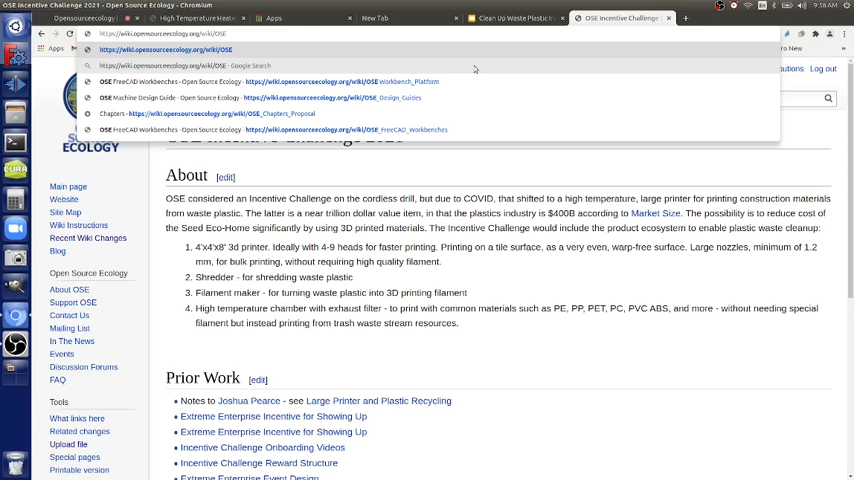 OSE Incentive Challenge 2021 - Chromium
9:58 AM
Opensourceecology |
High Temperature Heate
Apps
New Tab
Clean Up Waste Plastic In
OSE Incentive Challenge
https://wiki.opensourceecology.org/wiki/OSE
https://wiki.opensourceecology.org/wiki/OSE
https://wiki.opensourceecology.org/wiki/OSE - Google Search
OSE FreeCAD Workbenches - Open Source Ecology - https://wiki.opensourceecology.org/wiki/OSE_Workbench_Platform
OSE Machine Design Guide - Open Source Ecology - https://wiki.opensourceecology.org/wiki/OSE_Design_Guides
Chapters - https://wiki.opensourceecology.org/wiki/OSE_Chapters_Proposal
OSE FreeCAD Workbenches - Open Source Ecology - https://wiki.opensourceecology.org/wiki/OSE_FreeCAD_Workbenches
Apps
Log out
ECOLOGY
About [edit]
OSE considered an Incentive Challenge on the cordless drill, but due to COVID, that shifted to a high temperature, large printer for printing construction materials
from waste plastic. The latter is a near trillion dollar value item, in that the plastics industry is $400B according to Market Size. The possibility is to reduce cost of
the Seed Eco-Home significantly by using 3D printed materials. The Incentive Challenge would include the product ecosystem to enable plastic waste cleanup:
1. 4'x4'x8' 3d printer. Ideally with 4-9 heads for faster printing. Printing on a tile surface, as a very even, warp-free surface. Large nozzles, minimum of 1.2
mm, for bulk printing, without requiring high quality filament.
2. Shredder - for shredding waste plastic
3. Filament maker - for turning waste plastic into 3D printing filament
4. High temperature chamber with exhaust filter - to print with common materials such as PE, PP, PET, PC, PVC ABS, and more - without needing special
filament but instead printing from trash waste stream resources.
Prior Work [edit]
• Notes to Joshua Pearce - see Large Printer and Plastic Recycling
• Extreme Enterprise Incentive for Showing Up
• Extreme Enterprise Incentive for Showing Up
• Incentive Challenge Onboarding Videos
• Incentive Challenge Reward Structure
• Extreme Enterprise Event Design
Main page
Website
Site Map
Wiki Instructions
Recent Wiki Changes
Blog
Open Source Ecology
About OSE
Support OSE
Contact Us
Mailing List
In The News
Events
Discussion Forums
FAQ
Tools
What links here
Related changes
Upload file
Special pages
Printable version
CURA